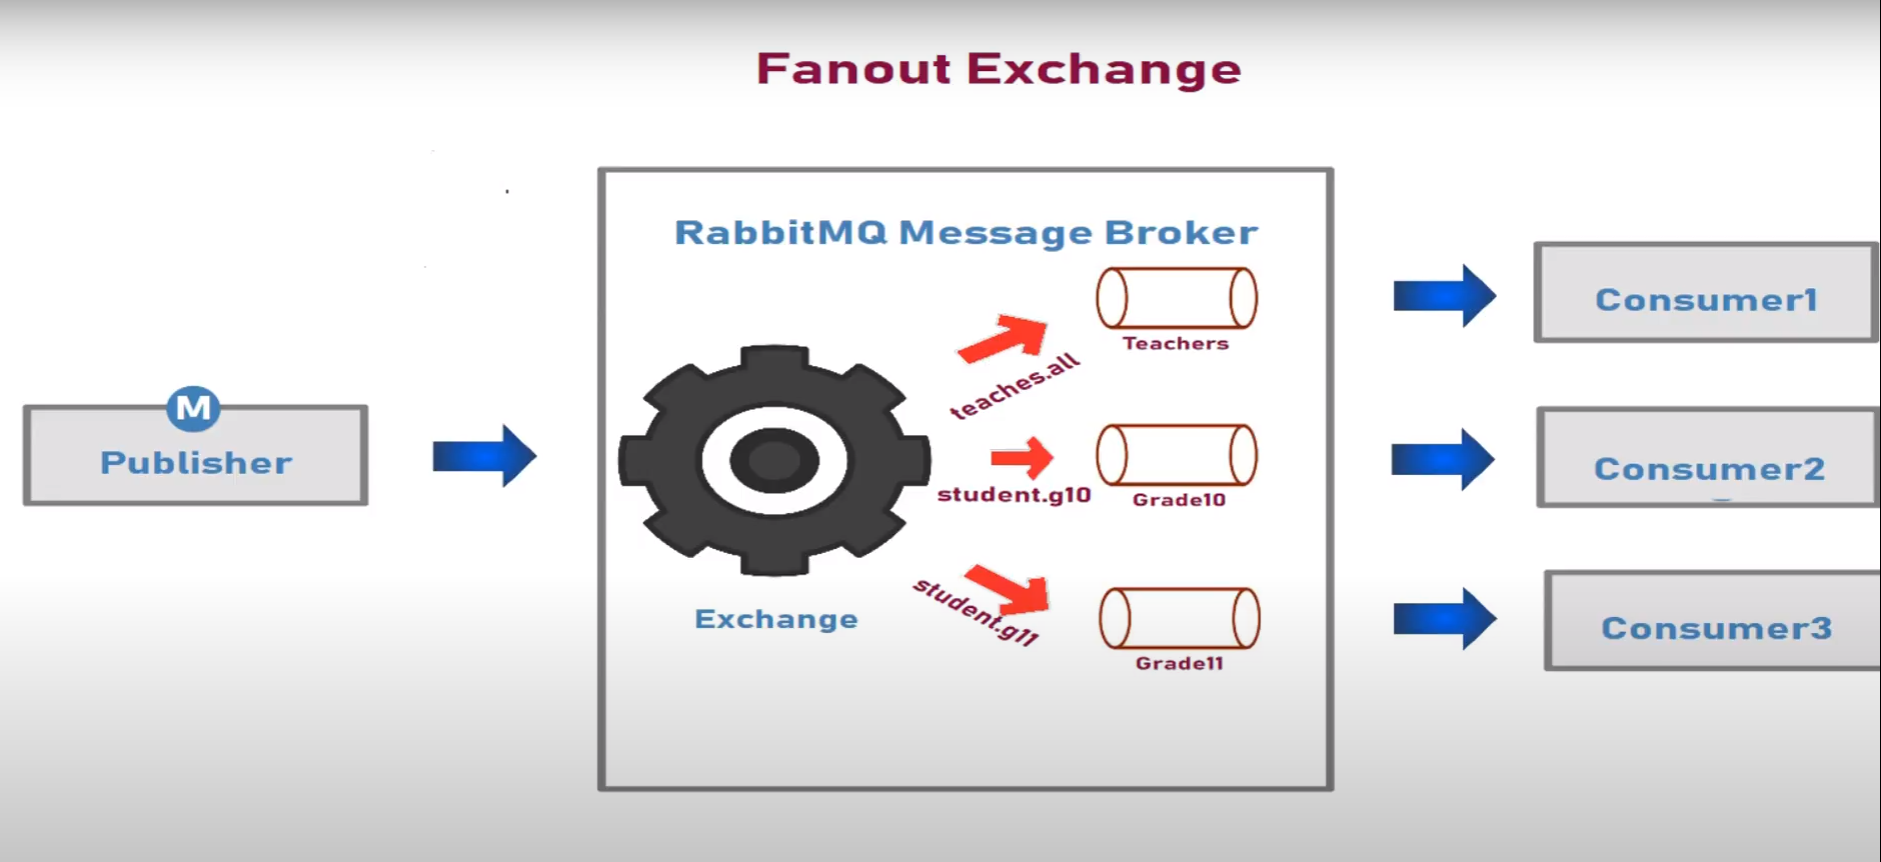 Fanout Exchange
RabbitMQ Message Broker
M
Publisher
Exchange
teaches.all
student.g10
student.g11
Teachers
Grade10
Grade11
Consumer1
Consumer2
Consumer3